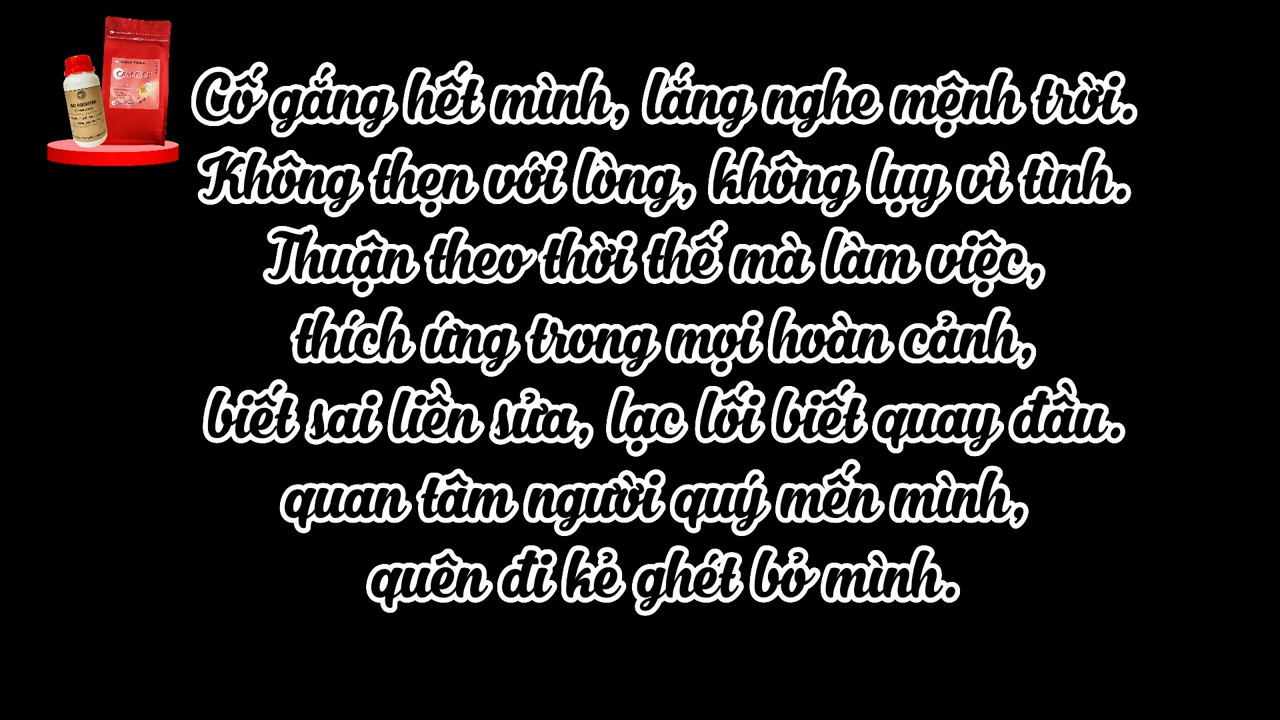 Cố gắng hết mình, lắng nghe mệnh trời.
Không thẹn với lòng, không lụy vì tình.
Thuận theo thời thế mà làm việc,
thích ứng trong mọi hoàn cảnh,
biết sai liền sửa, lạc lối biết quay đầu.
quan tâm người quý mến mình,
quên đi kẻ ghét bỏ mình.